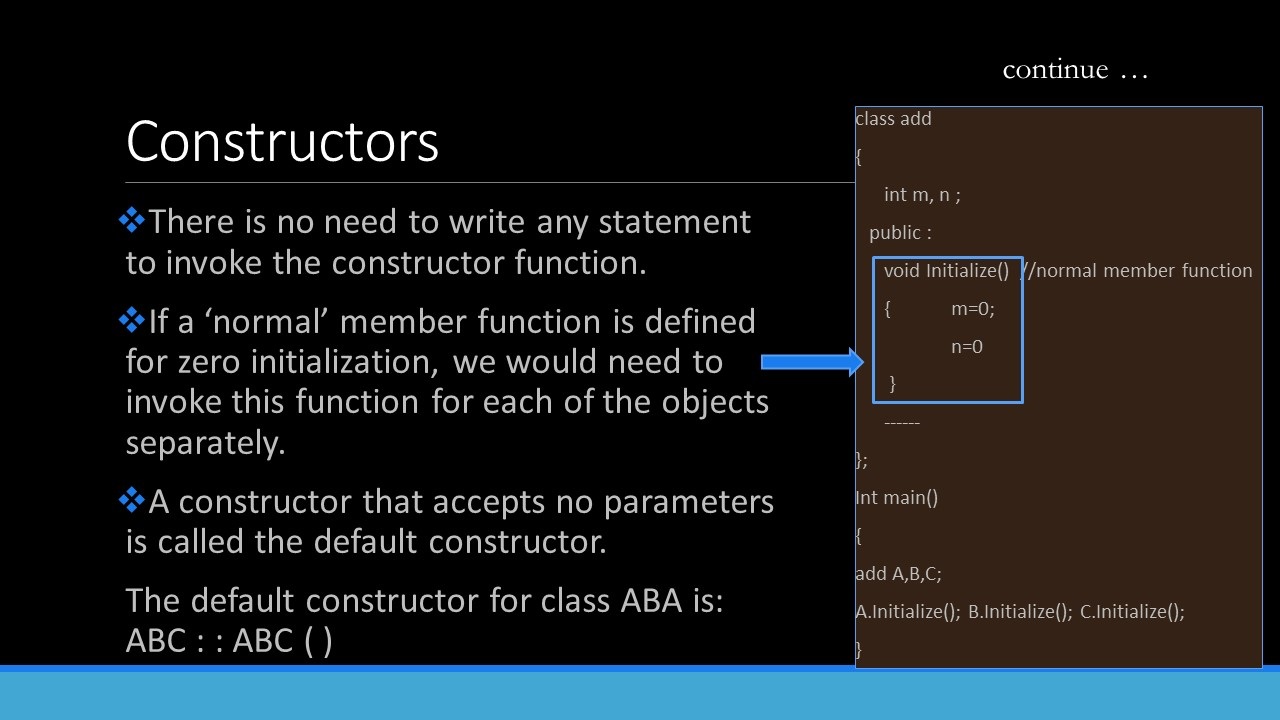 continue …
Constructors
❖There is no need to write any statement
to invoke the constructor function.
❖If a ‘normal’ member function is defined
for zero initialization, we would need to
invoke this function for each of the objects
separately.
❖A constructor that accepts no parameters
is called the default constructor.
The default constructor for class ABA is:
ABC : : ABC ( )
class add
{
int m, n ;
public :
void Initialize() //normal member function
{ m=0;
n=0
}
------
};
Int main()
{
add A,B,C;
A.Initialize(); B.Initialize(); C.Initialize();
}